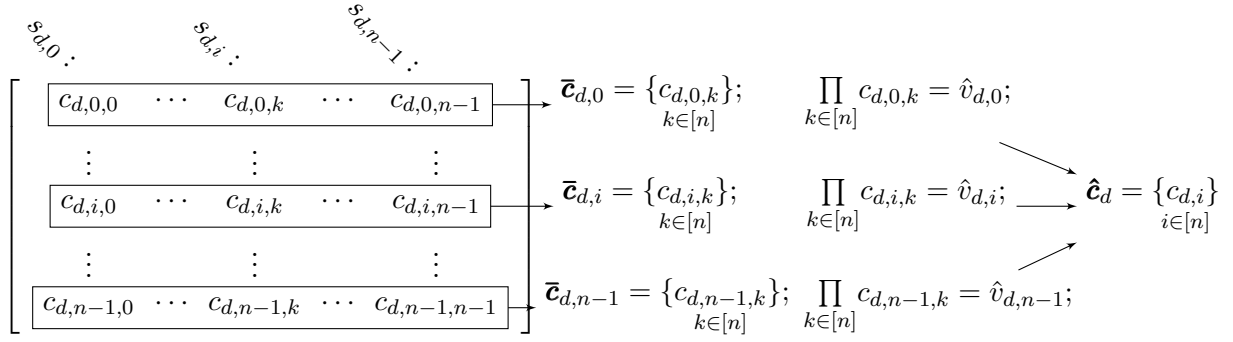 s_{d,0}: s_{d,i}: s_{d,n−1}:
c_{d,0,0} ⋯ c_{d,0,k} ⋯ c_{d,0,n−1} c̄_{d,0} = {c_{d,0,k}}_{k∈[n]}; ∏_{k∈[n]} c_{d,0,k} = v̂_{d,0};
⋮ ⋮ ⋮
c_{d,i,0} ⋯ c_{d,i,k} ⋯ c_{d,i,n−1} c̄_{d,i} = {c_{d,i,k}}_{k∈[n]}; ∏_{k∈[n]} c_{d,i,k} = v̂_{d,i}; ĉ_d = {c_{d,i}}_{i∈[n]}
⋮ ⋮ ⋮
c_{d,n−1,0} ⋯ c_{d,n−1,k} ⋯ c_{d,n−1,n−1} c̄_{d,n−1} = {c_{d,n−1,k}}_{k∈[n]}; ∏_{k∈[n]} c_{d,n−1,k} = v̂_{d,n−1};